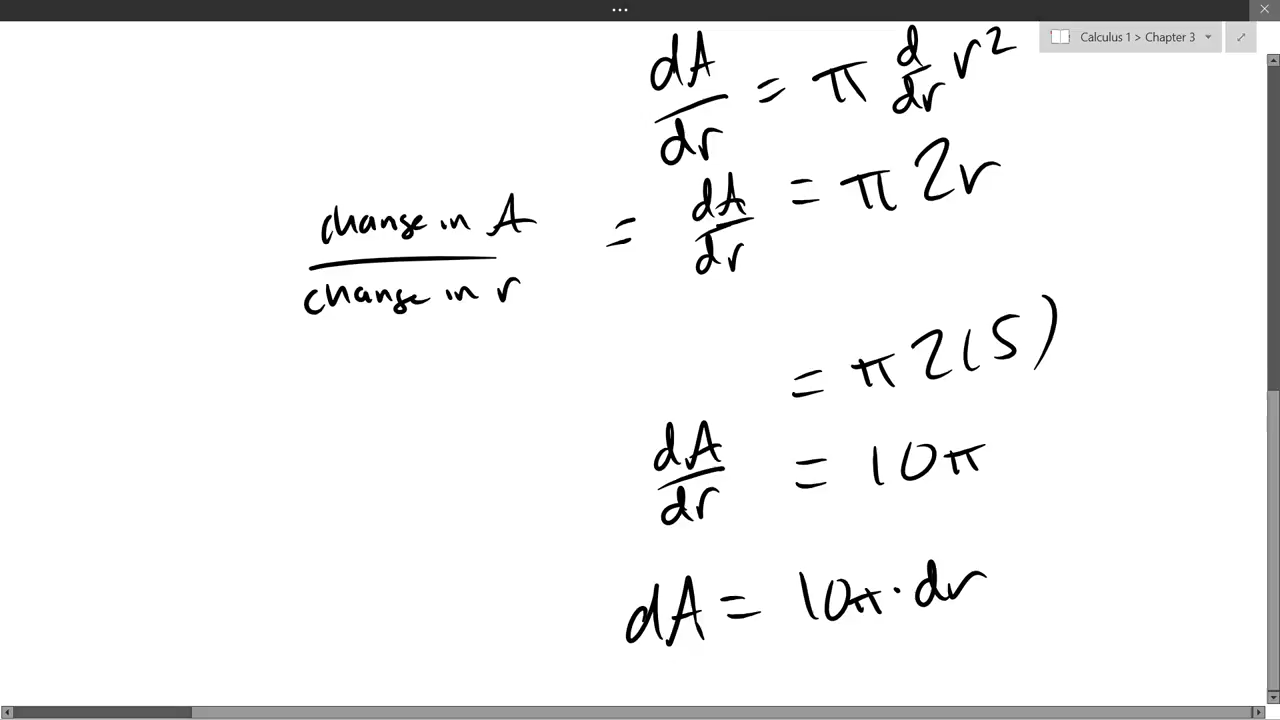 Calculus 1 > Chapter 3
dA/dr = π d/dr r²
change in A / change in r = dA/dr = π 2r
= π 2(5)
dA/dr = 10π
dA = 10π · dr